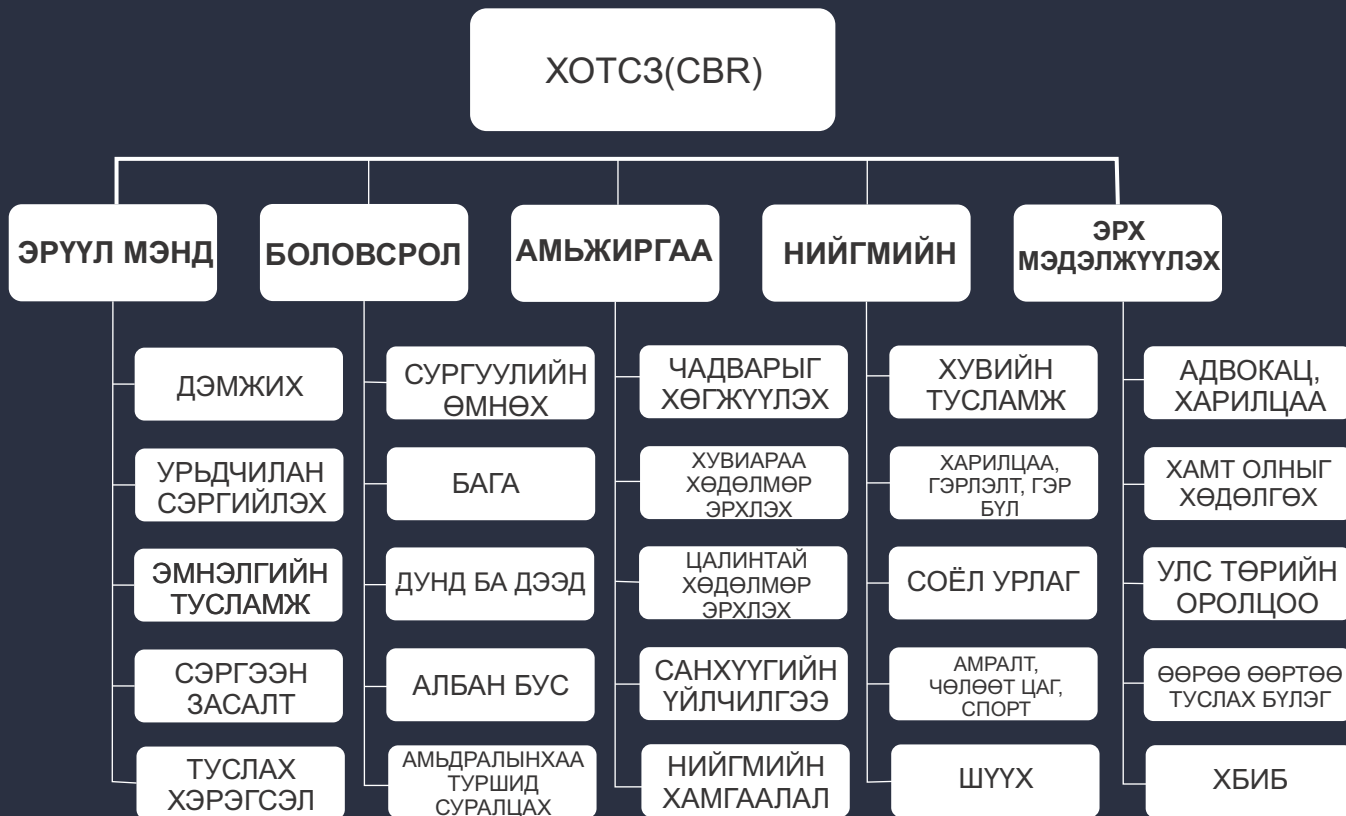 ХОТСЗ(CBR)
ЭРҮҮЛ МЭНД
ДЭМЖИХ
УРЬДЧИЛАН
СЭРГИЙЛЭХ
ЭМНЭЛГИЙН
ТУСЛАМЖ
СЭРГЭЭН
ЗАСАЛТ
ТУСЛАХ
ХЭРЭГСЭЛ
БОЛОВСРОЛ
СУРГУУЛИЙН
ӨМНӨХ
БАГА
ДУНД БА ДЭЭД
АЛБАН БУС
АМЬДРАЛЫНХАА
ТУРШИД
СУРАЛЦАХ
АМЬЖИРГАА
ЧАДВАРЫГ
ХӨГЖҮҮЛЭХ
ХУВИАРАА
ХӨДӨЛМӨР
ЭРХЛЭХ
ЦАЛИНТАЙ
ХӨДӨЛМӨР
ЭРХЛЭХ
САНХҮҮГИЙН
ҮЙЛЧИЛГЭЭ
НИЙГМИЙН
ХАМГААЛАЛ
НИЙГМИЙН
ХУВИЙН
ТУСЛАМЖ
ХАРИЛЦАА,
ГЭРЛЭЛТ, ГЭР
БҮЛ
СОЁЛ УРЛАГ
АМРАЛТ,
ЧӨЛӨӨТ ЦАГ,
СПОРТ
ШҮҮХ
ЭРХ
МЭДЭЛЖҮҮЛЭХ
АДВОКАЦ,
ХАРИЛЦАА
ХАМТ ОЛНЫГ
ХӨДӨЛГӨХ
УЛС ТӨРИЙН
ОРОЛЦОО
ӨӨРӨӨ ӨӨРТӨӨ
ТУСЛАХ БҮЛЭГ
ХБИБ